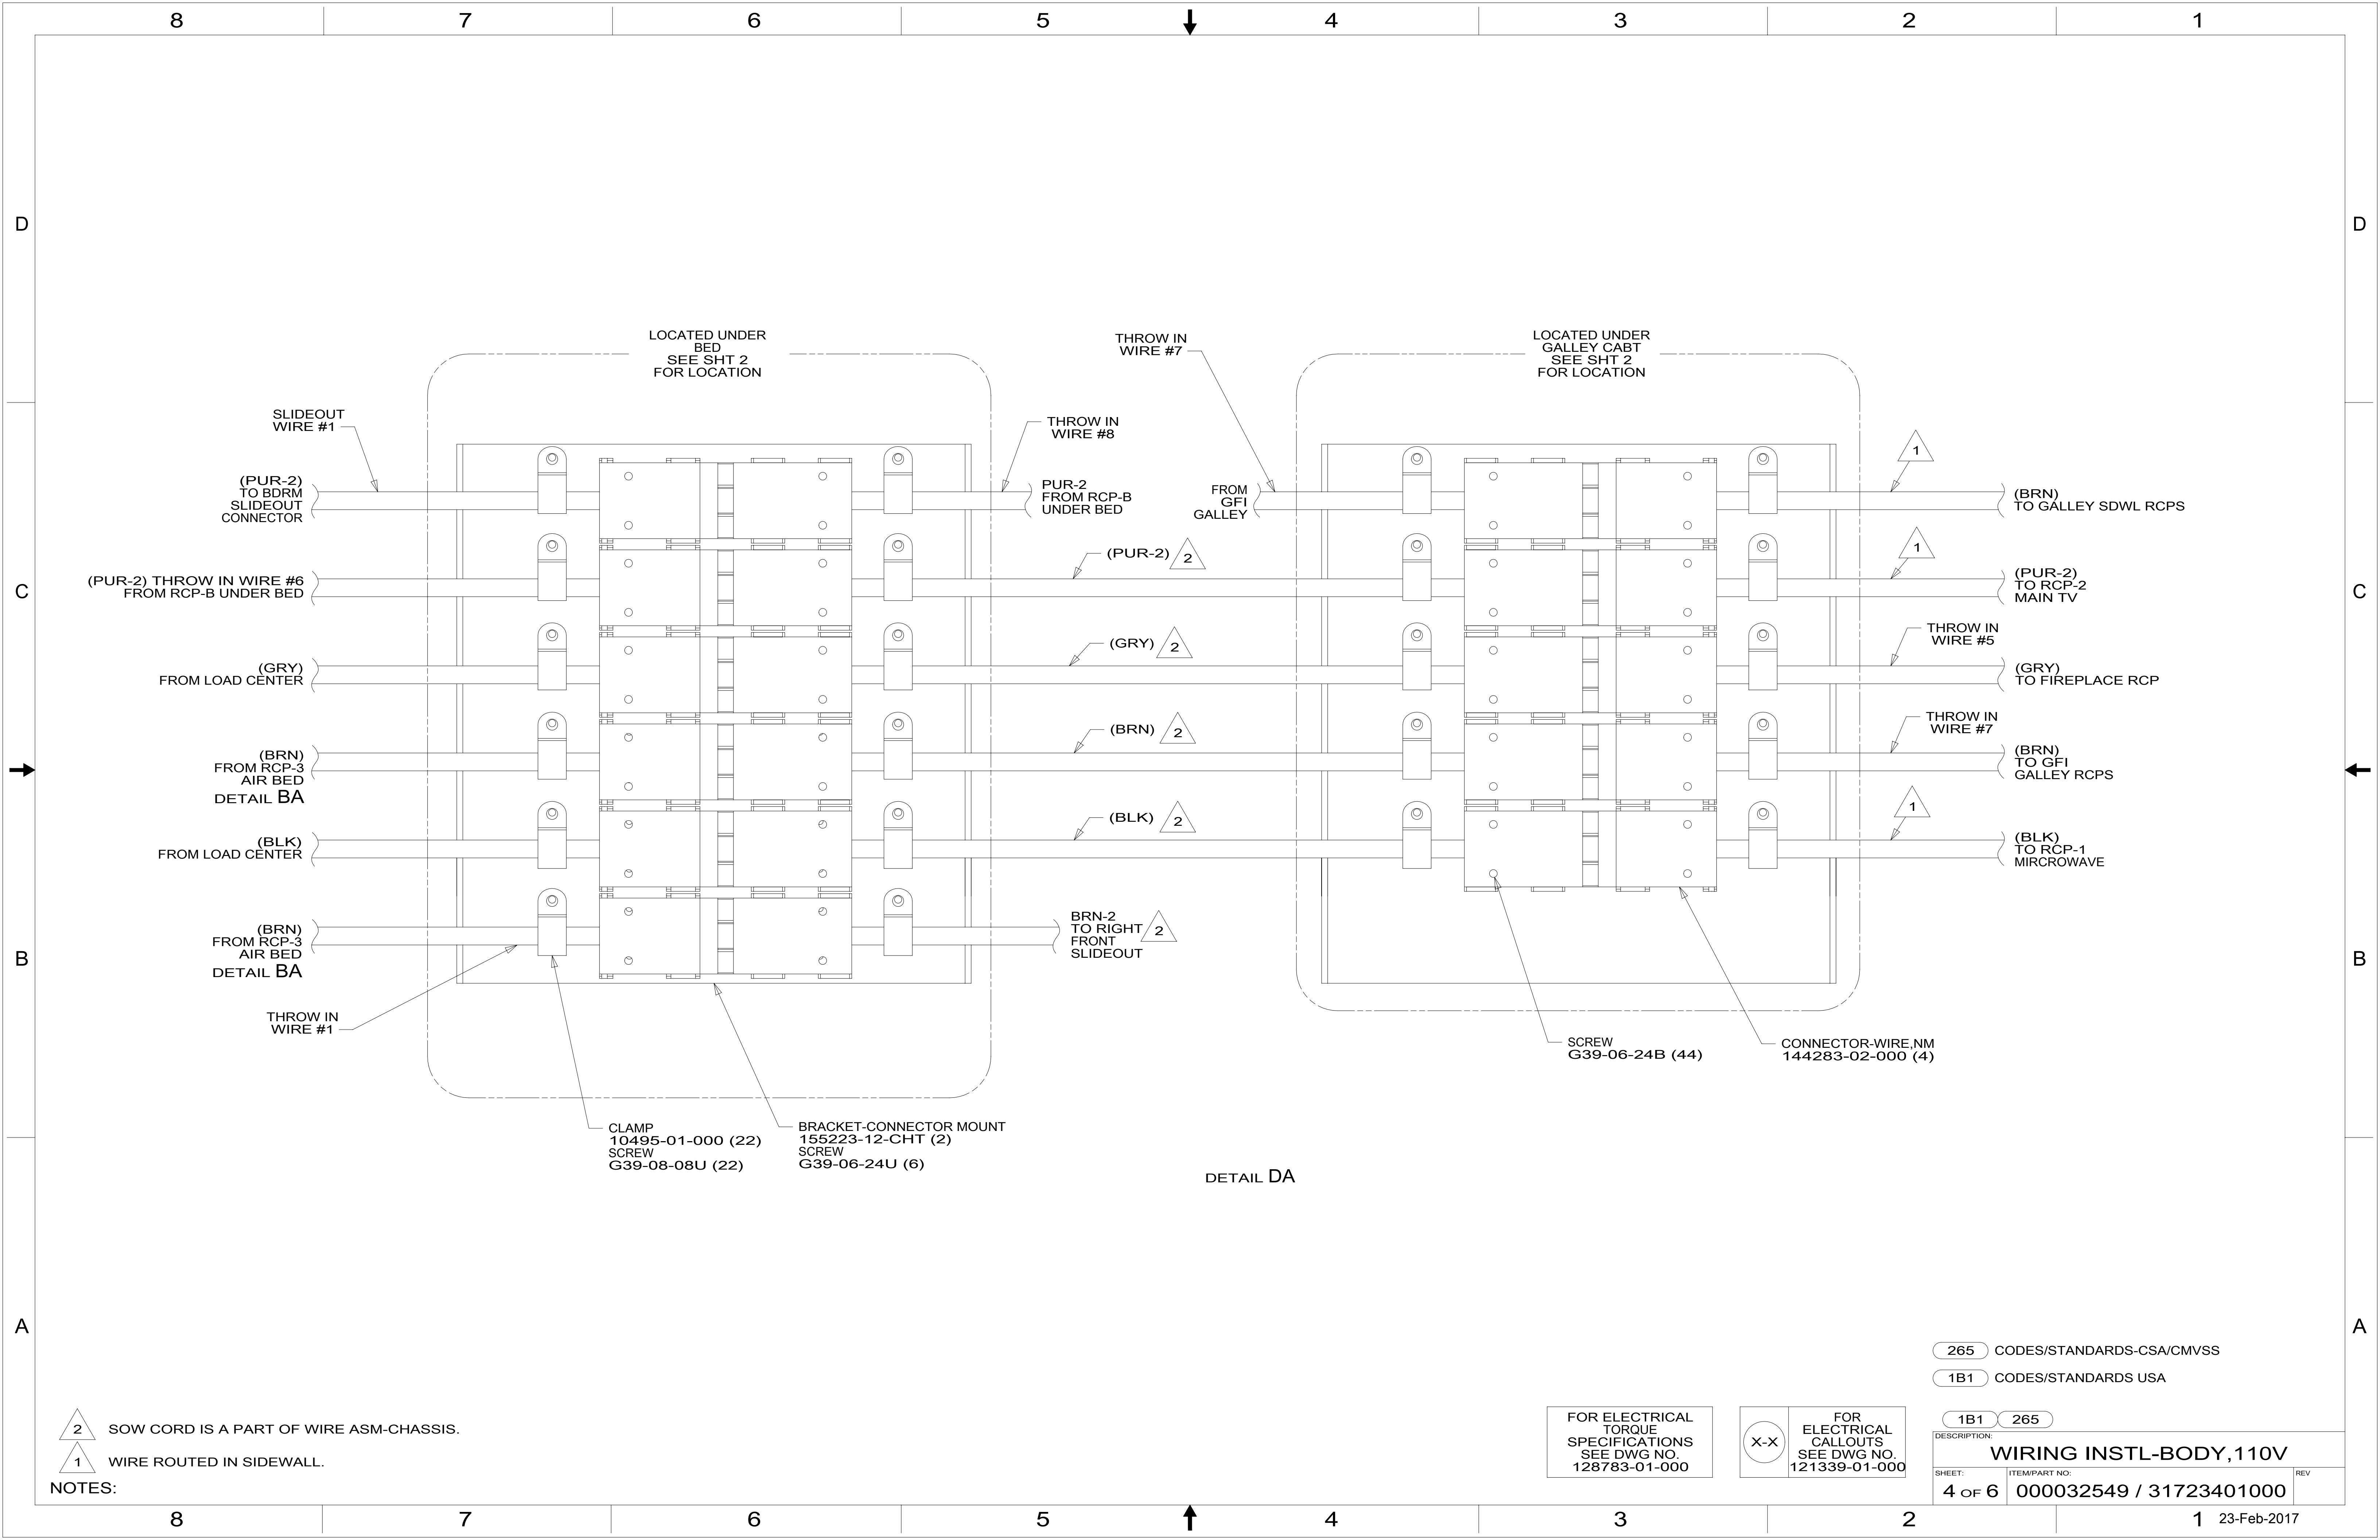 8 7 6 5 4 3 2 1
D
D
C
C
B
B
A
A
LOCATED UNDER
BED
SEE SHT 2
FOR LOCATION
THROW IN
WIRE #7
LOCATED UNDER
GALLEY CABT
SEE SHT 2
FOR LOCATION
SLIDEOUT
WIRE #1
THROW IN
WIRE #8
1
(PUR-2)
TO BDRM
SLIDEOUT
CONNECTOR
PUR-2
FROM RCP-B
UNDER BED
FROM
GFI
GALLEY
(BRN)
TO GALLEY SDWL RCPS
(PUR-2) 2
1
(PUR-2) THROW IN WIRE #6
FROM RCP-B UNDER BED
(PUR-2)
TO RCP-2
MAIN TV
(GRY) 2
THROW IN
WIRE #5
(GRY)
FROM LOAD CENTER
(GRY)
TO FIREPLACE RCP
(BRN) 2
THROW IN
WIRE #7
(BRN)
FROM RCP-3
AIR BED
DETAIL BA
(BRN)
TO GFI
GALLEY RCPS
(BLK) 2
1
(BLK)
FROM LOAD CENTER
(BLK)
TO RCP-1
MIRCROWAVE
(BRN)
FROM RCP-3
AIR BED
DETAIL BA
BRN-2
TO RIGHT 2
FRONT
SLIDEOUT
THROW IN
WIRE #1
SCREW
G39-06-24B (44)
CONNECTOR-WIRE,NM
144283-02-000 (4)
CLAMP
10495-01-000 (22)
SCREW
G39-08-08U (22)
BRACKET-CONNECTOR MOUNT
155223-12-CHT (2)
SCREW
G39-06-24U (6)
DETAIL DA
265 CODES/STANDARDS-CSA/CMVSS
1B1 CODES/STANDARDS USA
2 SOW CORD IS A PART OF WIRE ASM-CHASSIS.
1 WIRE ROUTED IN SIDEWALL.
NOTES:
FOR ELECTRICAL
TORQUE
SPECIFICATIONS
SEE DWG NO.
128783-01-000
X-X
FOR
ELECTRICAL
CALLOUTS
SEE DWG NO.
121339-01-000
1B1 265
DESCRIPTION:
WIRING INSTL-BODY,110V
SHEET:
4 OF 6
ITEM/PART NO:
000032549 / 31723401000
REV
8 7 6 5 4 3 2 1
23-Feb-2017